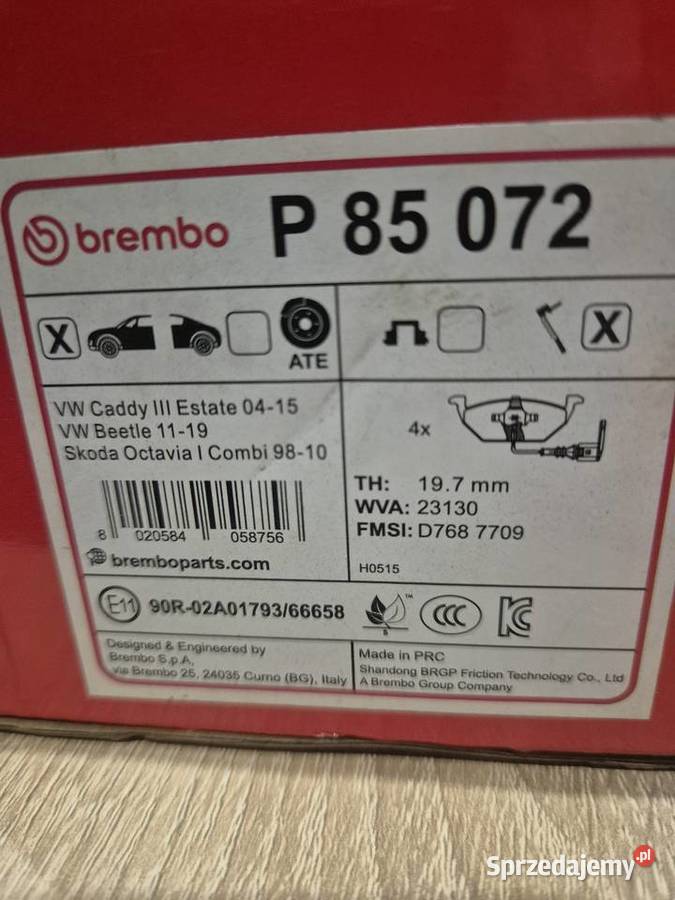 brembo P 85 072
X
ATE
X
VW Caddy III Estate 04-15
VW Beetle 11-19
Skoda Octavia I Combi 98-10
4x
TH: 19.7 mm
WVA: 23130
FMSI: D768 7709
H0515
8 020584 058756
bremboparts.com
E11 90R-02A01793/66658
B
TM
CCC
KC
Designed & Engineered by
Brembo S.p.A,
via Brembo 25, 24035 Curno (BG), Italy
Made in PRC
Shandong BRGP Friction Technology Co., Ltd
A Brembo Group Company
Sprzedajemy.pl